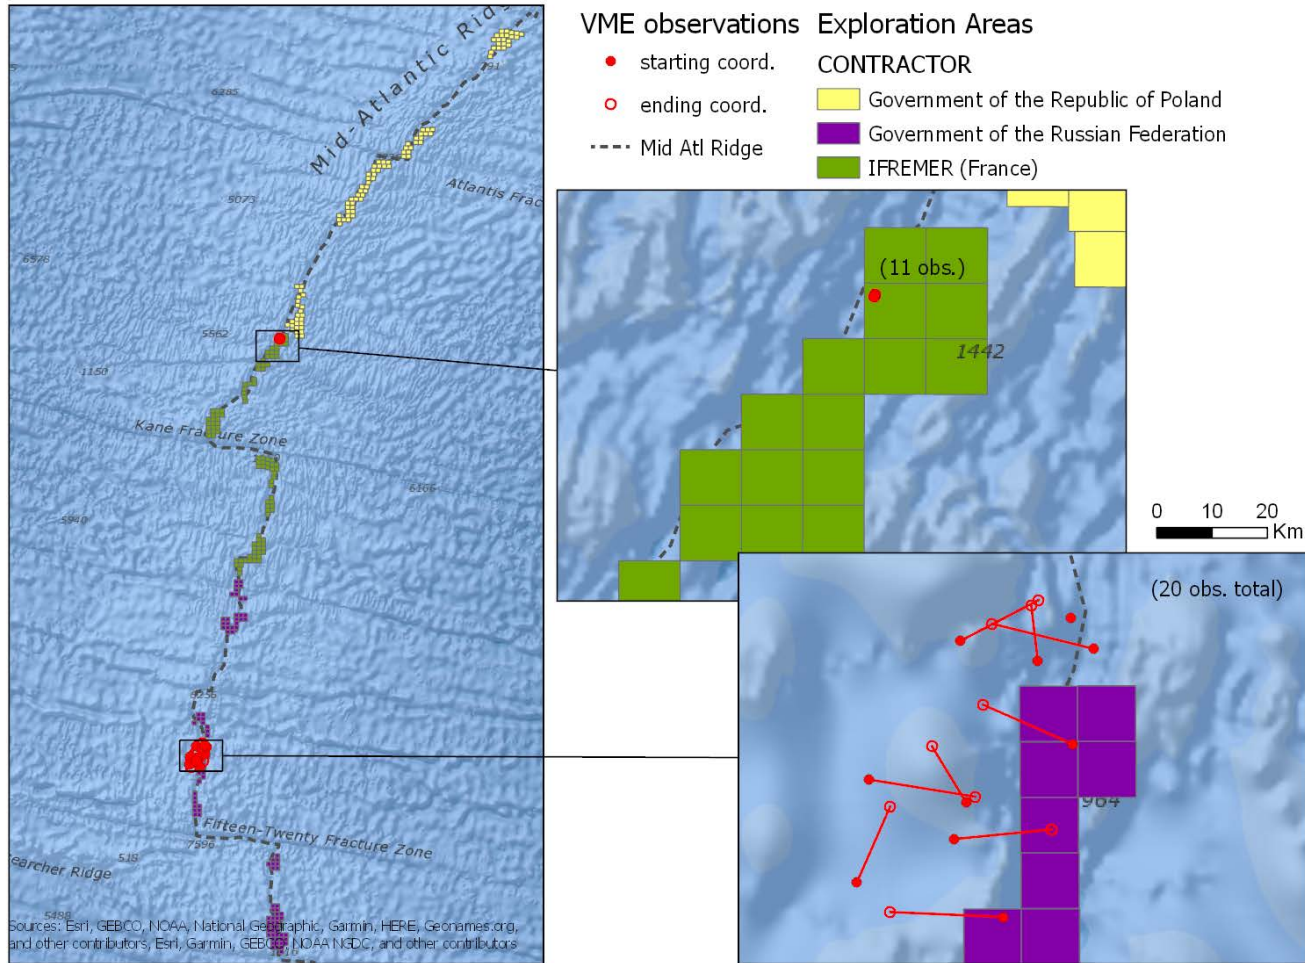 VME observations
starting coord.
ending coord.
Mid Atl Ridge
Exploration Areas
CONTRACTOR
Government of the Republic of Poland
Government of the Russian Federation
IFREMER (France)
Mid-Atlantic Ridg
6285
Atlantis Frac
5073
6578
5562
1150
Kane Fracture Zone
6166
5940
Fifteen-Twenty Fracture Zone
7596
518
earcher Ridge
5488
Sources: Esri, GEBCO, NOAA, National Geographic, Garmin, HERE, Geonames.org,
and other contributors, Esri, Garmin, GEBCO, NOAA NGDC, and other contributors
(11 obs.)
1442
0 10 20
Km
(20 obs. total)
964